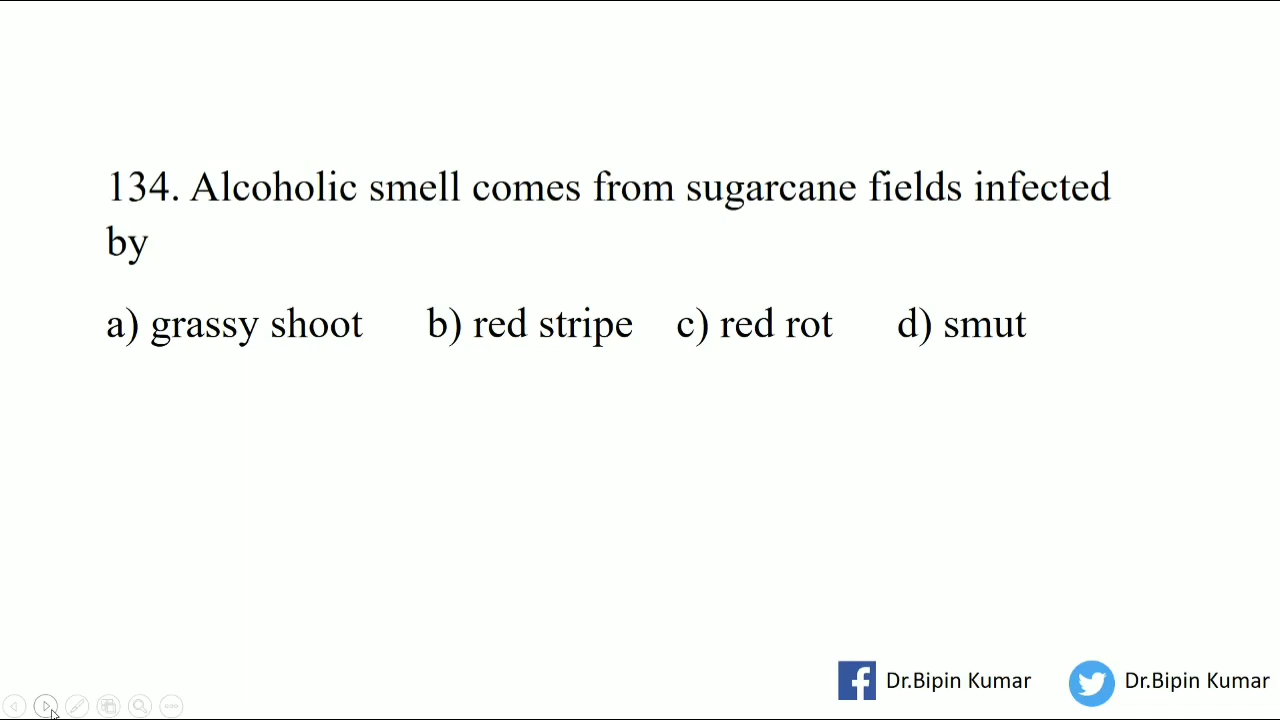 134. Alcoholic smell comes from sugarcane fields infected
by
a) grassy shoot b) red stripe c) red rot d) smut
Dr.Bipin Kumar Dr.Bipin Kumar